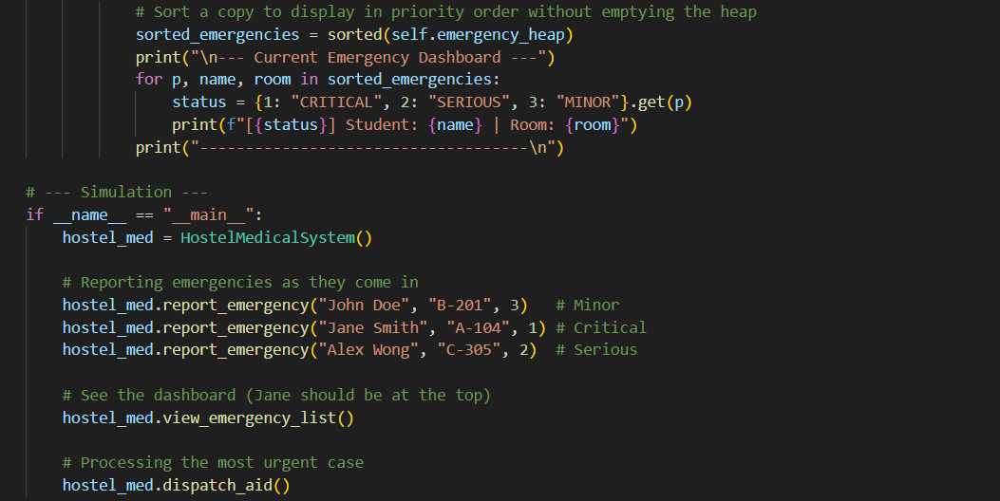 # Sort a copy to display in priority order without emptying the heap
sorted_emergencies = sorted(self.emergency_heap)
print("\n--- Current Emergency Dashboard ---")
for p, name, room in sorted_emergencies:
status = {1: "CRITICAL", 2: "SERIOUS", 3: "MINOR"}.get(p)
print(f"[{status}] Student: {name} | Room: {room}")
print("------------------------------------\n")
# --- Simulation ---
if __name__ == "__main__":
hostel_med = HostelMedicalSystem()
# Reporting emergencies as they come in
hostel_med.report_emergency("John Doe", "B-201", 3)   # Minor
hostel_med.report_emergency("Jane Smith", "A-104", 1) # Critical
hostel_med.report_emergency("Alex Wong", "C-305", 2)  # Serious
# See the dashboard (Jane should be at the top)
hostel_med.view_emergency_list()
# Processing the most urgent case
hostel_med.dispatch_aid()